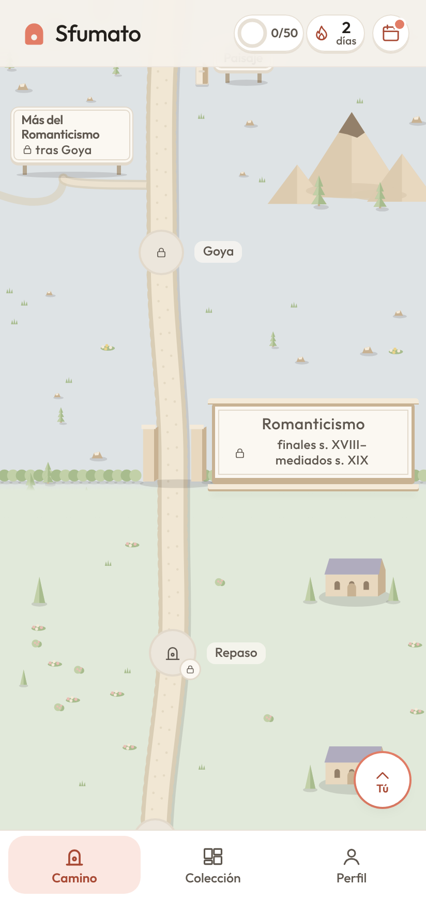 Sfumato
0/50
2
días
Más del
Romanticismo
tras Goya
Goya
Romanticismo
finales s. XVIII–
mediados s. XIX
Repaso
Tú
Camino
Colección
Perfil